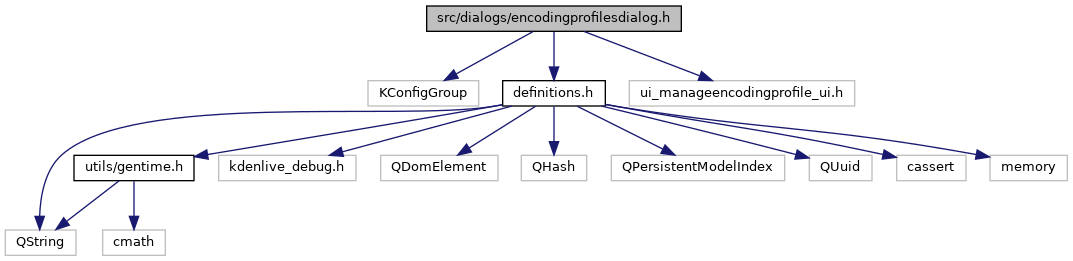 src/dialogs/encodingprofilesdialog.h
KConfigGroup
definitions.h
ui_manageencodingprofile_ui.h
utils/gentime.h
kdenlive_debug.h
QDomElement
QHash
QPersistentModelIndex
QUuid
cassert
memory
QString
cmath